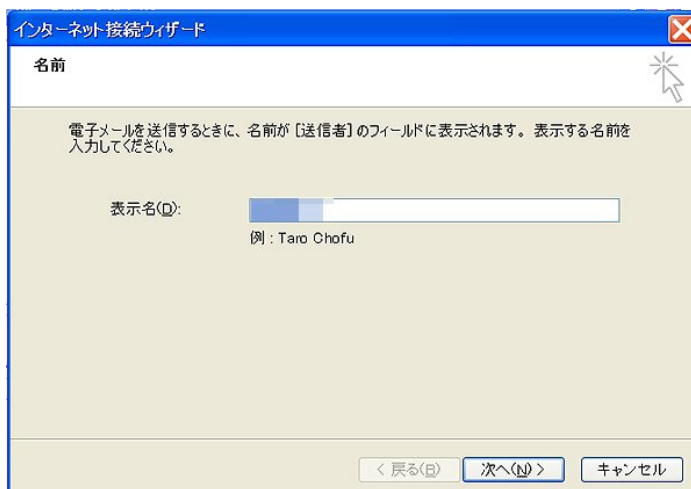 インターネット接続ウィザード
名前
電子メールを送信するときに、名前が [送信者] のフィールドに表示されます。表示する名前を
入力してください。
表示名(D):
例 : Taro Chofu
< 戻る(B) 次へ(N) > キャンセル